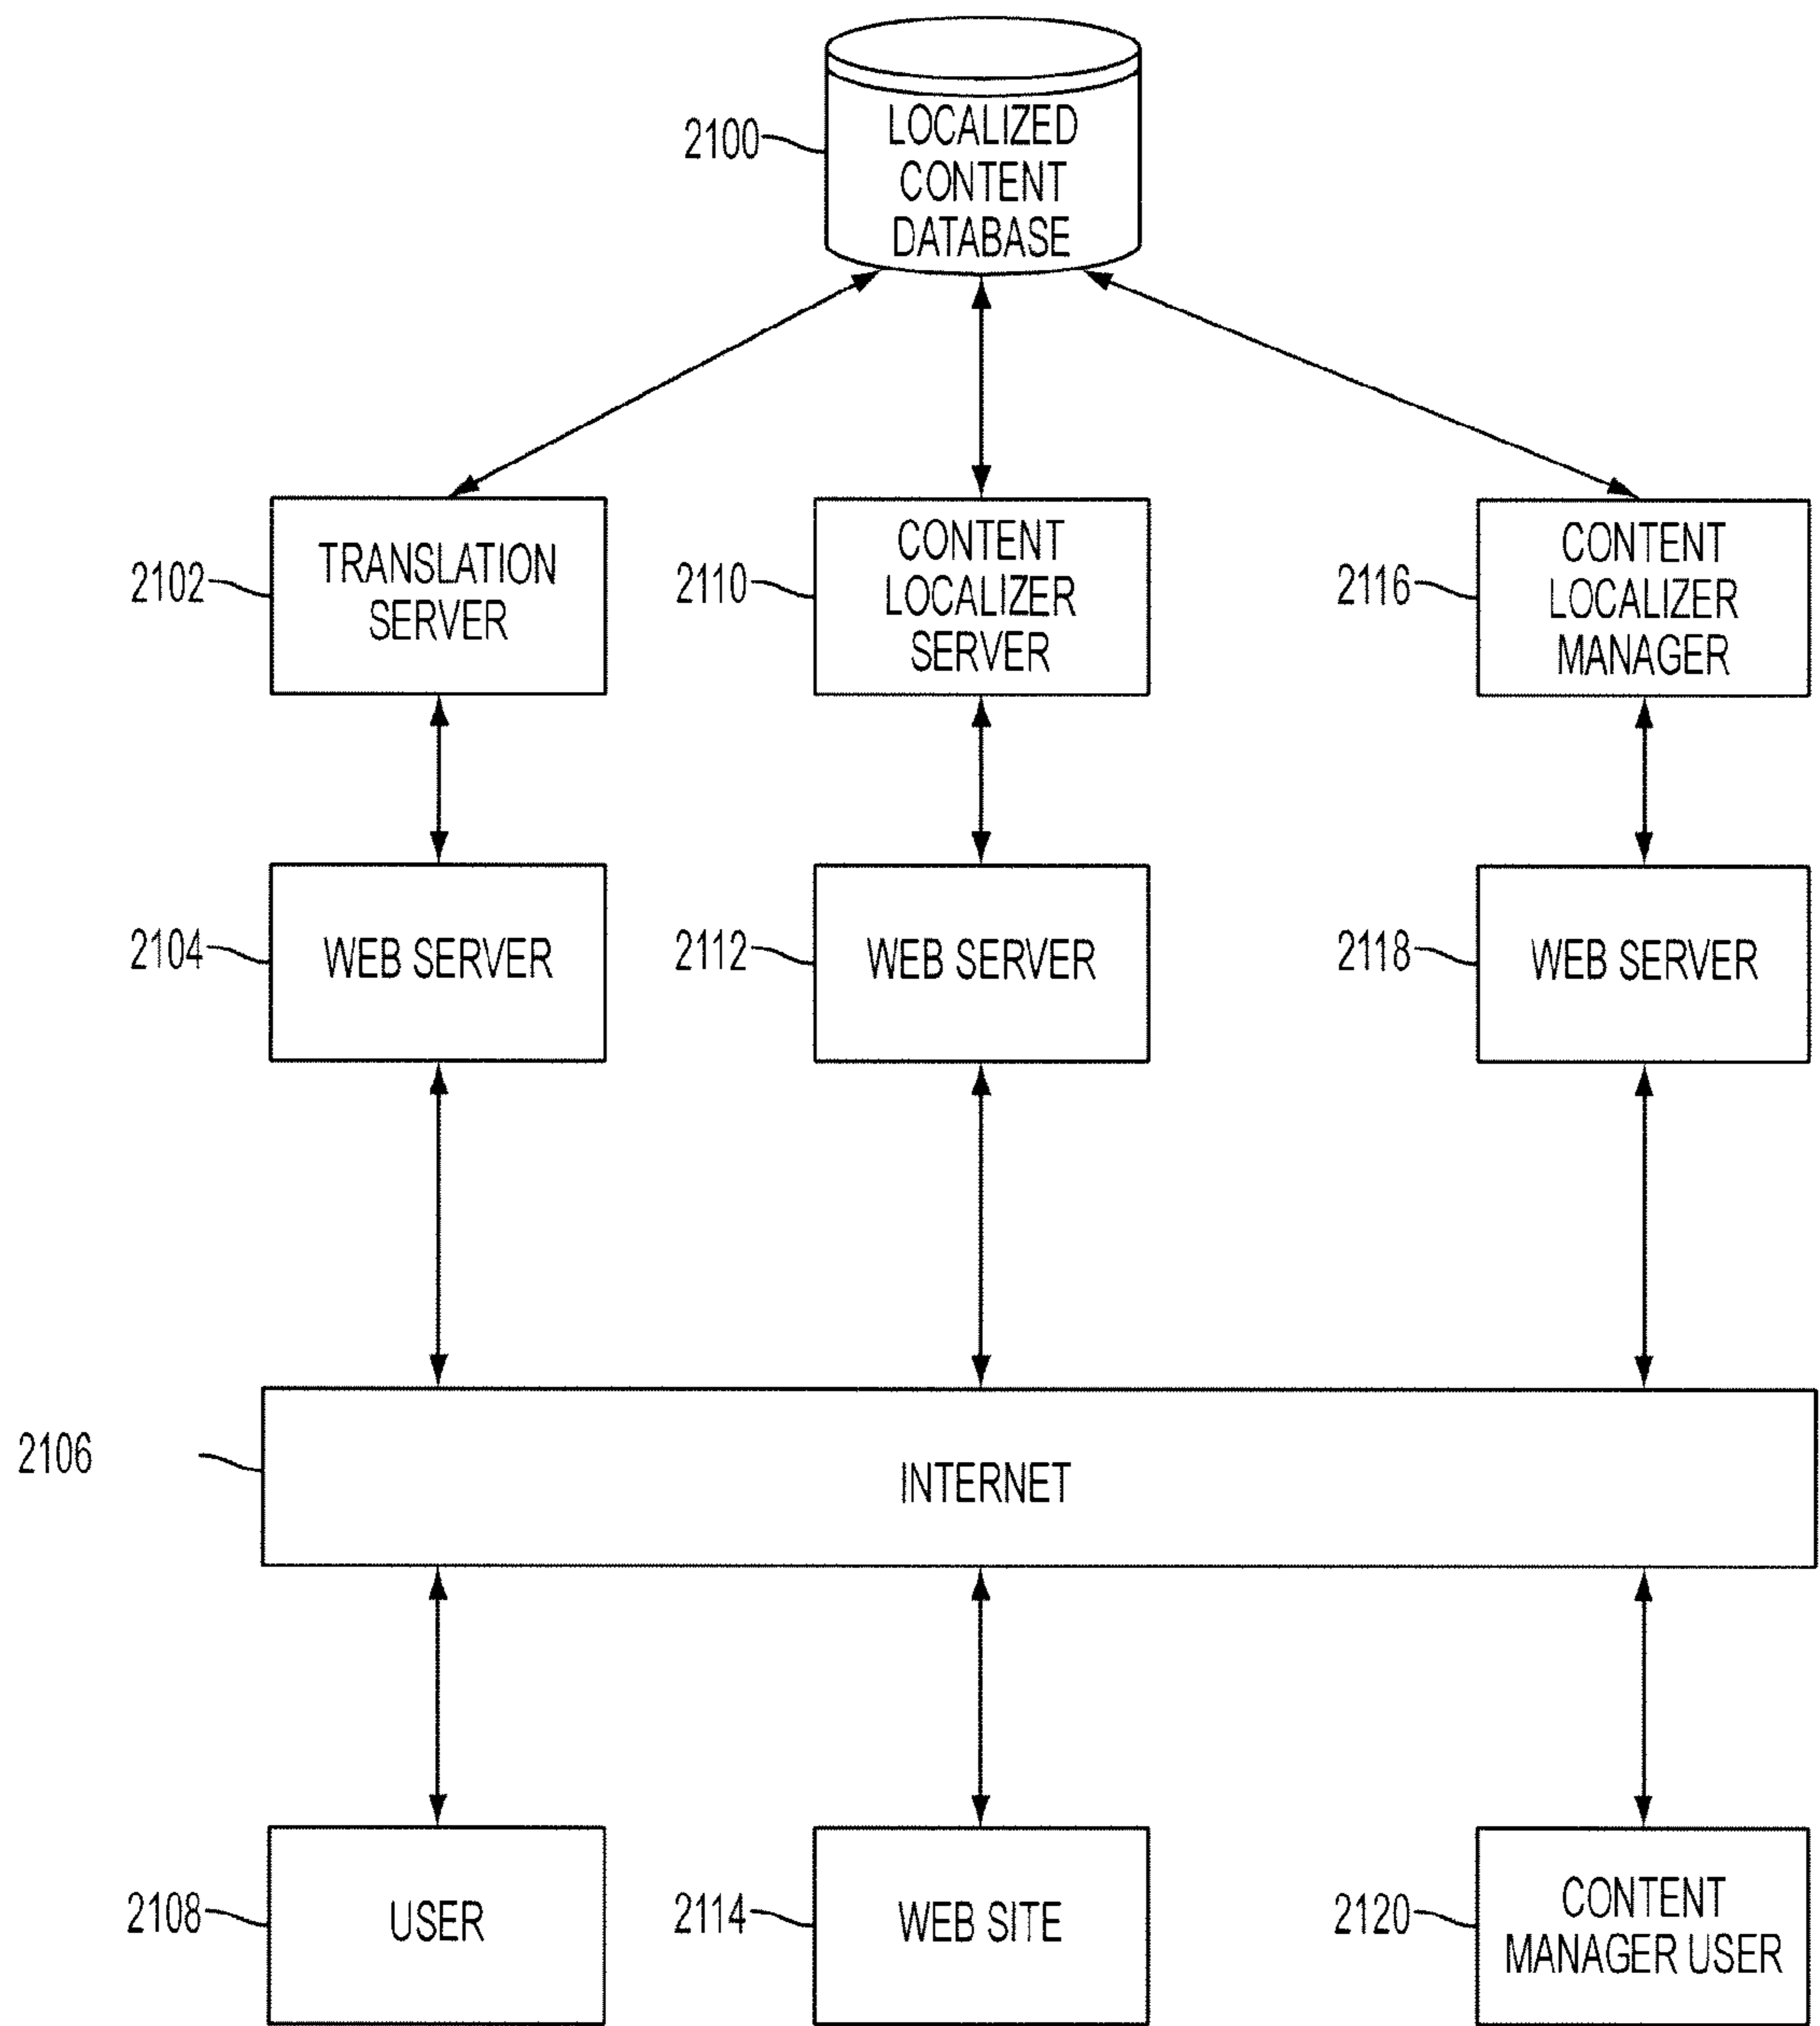 2100
LOCALIZED
CONTENT
DATABASE
2102
TRANSLATION
SERVER
2110
CONTENT
LOCALIZER
SERVER
2116
CONTENT
LOCALIZER
MANAGER
2104
WEB SERVER
2112
WEB SERVER
2118
WEB SERVER
2106
INTERNET
2108
USER
2114
WEB SITE
2120
CONTENT
MANAGER USER